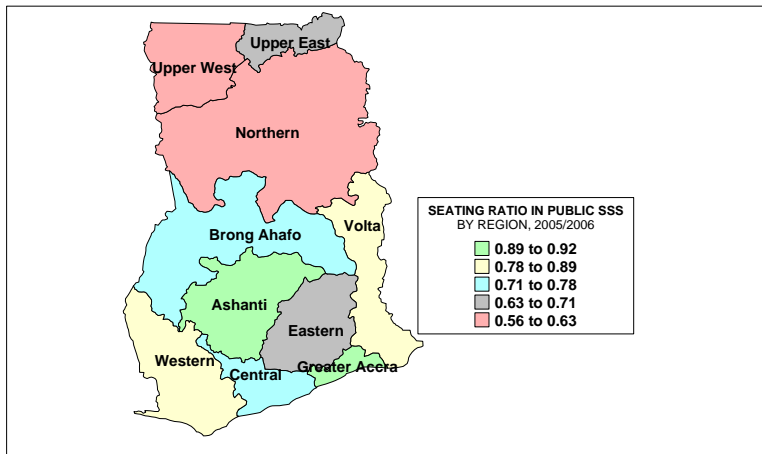 Upper East
Upper West
Northern
Volta
Brong Ahafo
Ashanti
Eastern
Western
Greater Accra
Central
SEATING RATIO IN PUBLIC SSS
BY REGION, 2005/2006
0.89 to 0.92
0.78 to 0.89
0.71 to 0.78
0.63 to 0.71
0.56 to 0.63